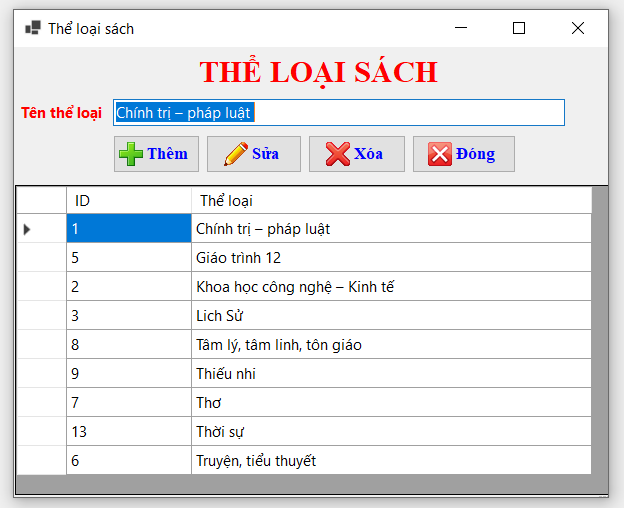 Thể loại sách
THỂ LOẠI SÁCH
Tên thể loại Chính trị – pháp luật
Thêm Sửa Xóa Đóng
ID Thể loại
1 Chính trị – pháp luật
5 Giáo trình 12
2 Khoa học công nghệ – Kinh tế
3 Lich Sử
8 Tâm lý, tâm linh, tôn giáo
9 Thiếu nhi
7 Thơ
13 Thời sự
6 Truyện, tiểu thuyết